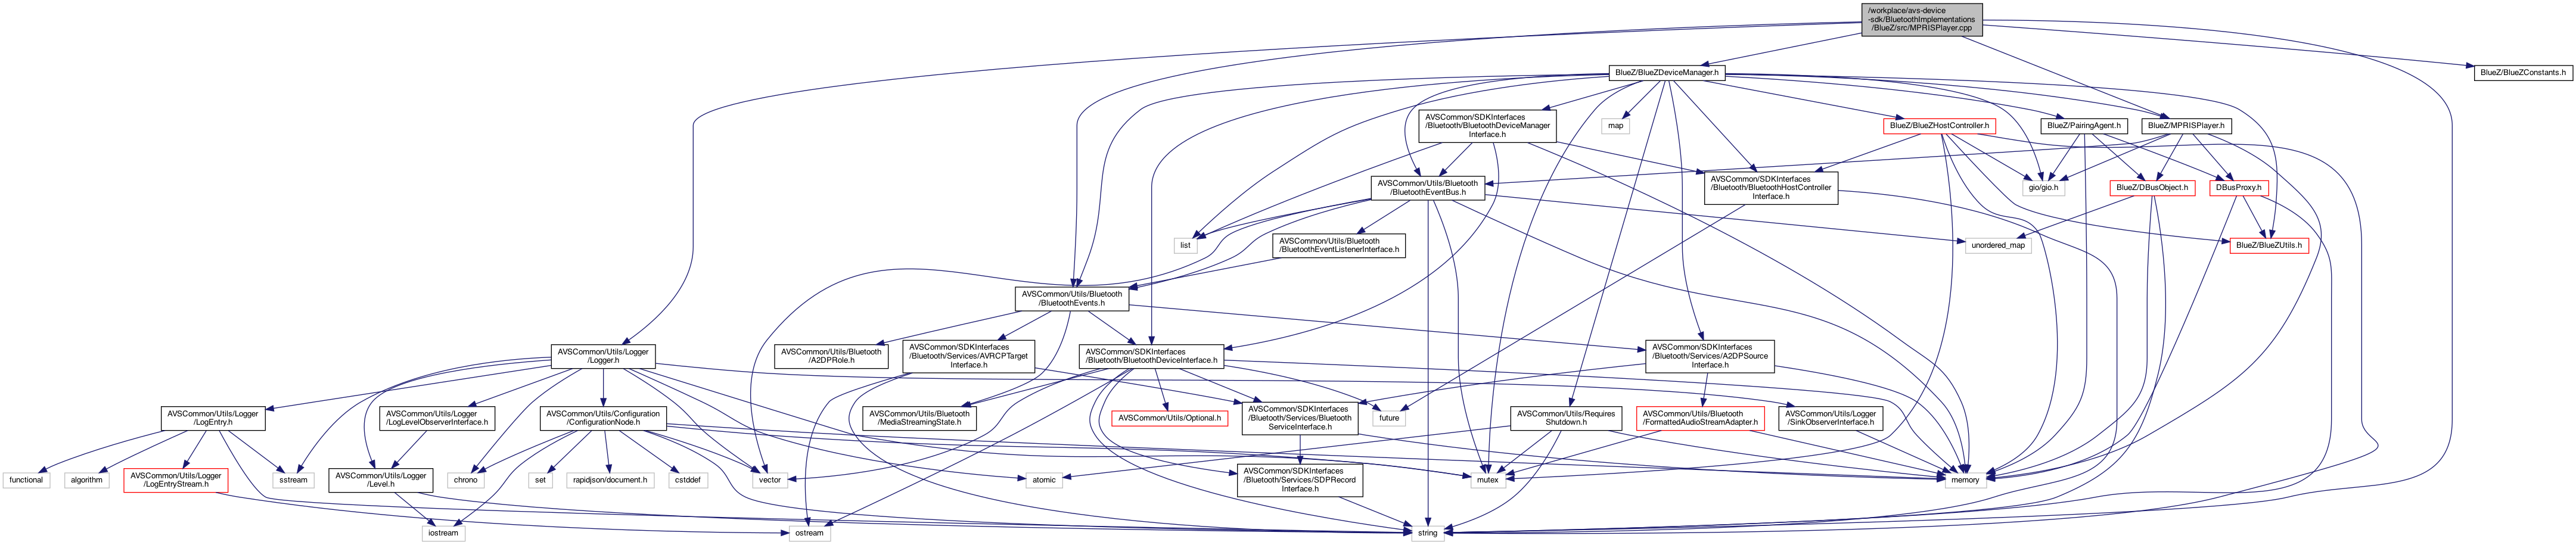 /workplace/avs-device
-sdk/BluetoothImplementations
/BlueZ/src/MPRISPlayer.cpp
BlueZ/BlueZDeviceManager.h
BlueZ/BlueZConstants.h
AVSCommon/SDKInterfaces
/Bluetooth/BluetoothDeviceManager
Interface.h
map
BlueZ/BlueZHostController.h
BlueZ/PairingAgent.h
BlueZ/MPRISPlayer.h
AVSCommon/Utils/Bluetooth
/BluetoothEventBus.h
AVSCommon/SDKInterfaces
/Bluetooth/BluetoothHostController
Interface.h
gio/gio.h
BlueZ/DBusObject.h
DBusProxy.h
list
AVSCommon/Utils/Bluetooth
/BluetoothEventListenerInterface.h
unordered_map
BlueZ/BlueZUtils.h
AVSCommon/Utils/Bluetooth
/BluetoothEvents.h
AVSCommon/Utils/Logger
/Logger.h
AVSCommon/Utils/Bluetooth
/A2DPRole.h
AVSCommon/SDKInterfaces
/Bluetooth/Services/AVRCPTarget
Interface.h
AVSCommon/SDKInterfaces
/Bluetooth/BluetoothDeviceInterface.h
AVSCommon/SDKInterfaces
/Bluetooth/Services/A2DPSource
Interface.h
AVSCommon/Utils/Logger
/LogEntry.h
AVSCommon/Utils/Logger
/LogLevelObserverInterface.h
AVSCommon/Utils/Configuration
/ConfigurationNode.h
AVSCommon/Utils/Bluetooth
/MediaStreamingState.h
AVSCommon/Utils/Optional.h
AVSCommon/SDKInterfaces
/Bluetooth/Services/Bluetooth
ServiceInterface.h
future
AVSCommon/Utils/Requires
Shutdown.h
AVSCommon/Utils/Bluetooth
/FormattedAudioStreamAdapter.h
AVSCommon/Utils/Logger
/SinkObserverInterface.h
functional
algorithm
AVSCommon/Utils/Logger
/LogEntryStream.h
sstream
AVSCommon/Utils/Logger
/Level.h
chrono
set
rapidjson/document.h
cstddef
vector
atomic
AVSCommon/SDKInterfaces
/Bluetooth/Services/SDPRecord
Interface.h
mutex
memory
iostream
ostream
string